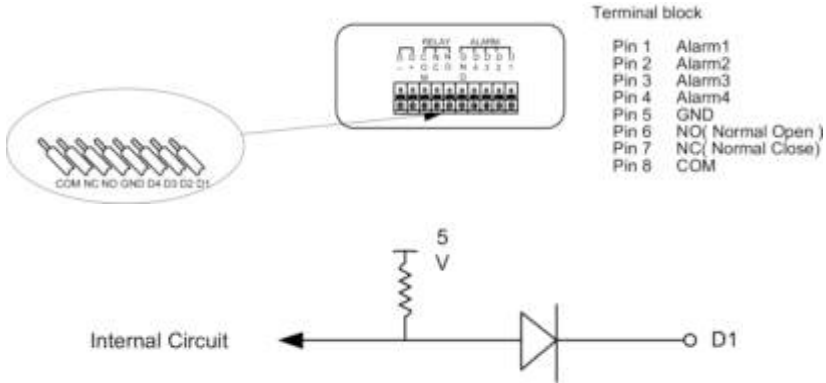 Terminal block
RELAY ALARM
Pin 1 Alarm1
Pin 2 Alarm2
Pin 3 Alarm3
Pin 4 Alarm4
Pin 5 GND
Pin 6 NO( Normal Open )
Pin 7 NC( Normal Close)
Pin 8 COM
COM NC NO GND D4 D3 D2 D1
5
V
Internal Circuit
D1